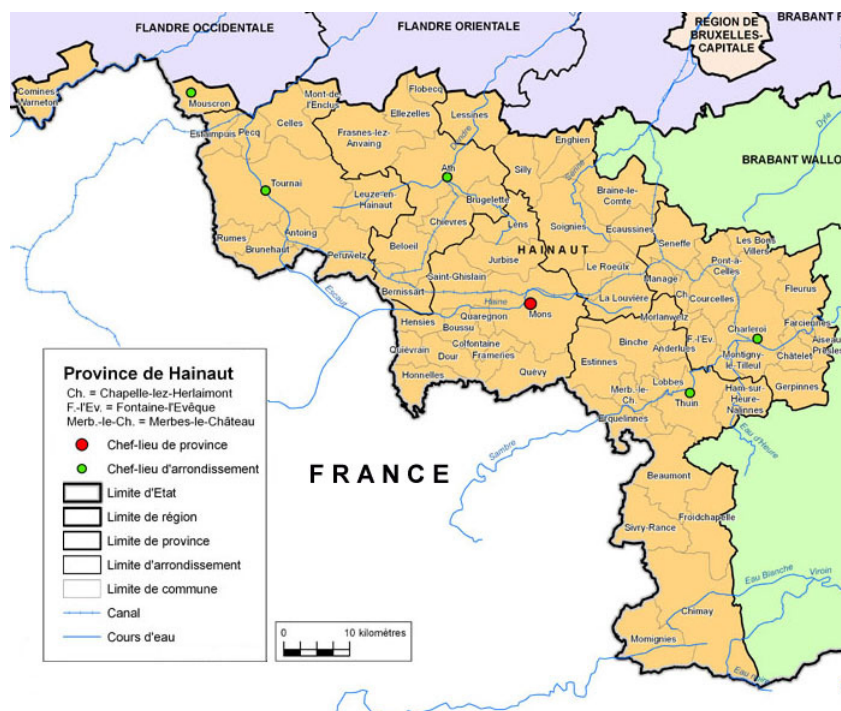 FLANDRE OCCIDENTALE
FLANDRE ORIENTALE
RÉGION DE
BRUXELLES-
CAPITALE
BRABANT
Comines
Warneton
Mouscron
Mont-de
l'Enclus
Flobecq
Estaimpuis
Pecq
Celles
Ellezelles
Lessines
Frasnes-lez-
Anvaing
Dendre
Enghien
Dyle
BRABANT WALLO
Silly
Senne
Ath
Tournai
Leuze-en
Hainaut
Brugelette
Braine-le-
Comte
Chièvres
Lens
Soignies
Ecaussines
Rumes
Antoing
Brunehaut
Peruwelz
Beloeil
HAINAUT
Seneffe
Les Bons
Villers
Pont-à-
Celles
Jurbise
Le Roeulx
Manage
Saint-Ghislain
Escaut
Bernissart
Haine
Mons
La Louvière
Ch.
Courcelles
Fleurus
Hensies
Quaregnon
Boussu
Morlanwelz
Farciennes
Charleroi
Quiévrain
Colfontaine
Dour
Frameries
Binche
Anderlues
F.-l'Ev.
Aiseau
Presles
Montigny-
le-Tilleul
Châtelet
Estinnes
Honnelles
Quévy
Merb.-le-
Ch.
Lobbes
Thuin
Ham-sur-
Heure-
Nalinnes
Gerpinnes
Erquelinnes
Eau d'Heure
Sambre
FRANCE
Beaumont
Froidchapelle
Sivry-Rance
Eau Blanche
Viroin
Chimay
Momignies
Eau noire
Province de Hainaut
Ch. = Chapelle-lez-Herlaimont
F.-l'Ev. = Fontaine-l'Evêque
Merb.-le-Ch. = Merbes-le-Château
Chef-lieu de province
Chef-lieu d'arrondissement
Limite d'Etat
Limite de région
Limite de province
Limite d'arrondissement
Limite de commune
Canal
Cours d'eau
0 10 kilomètres